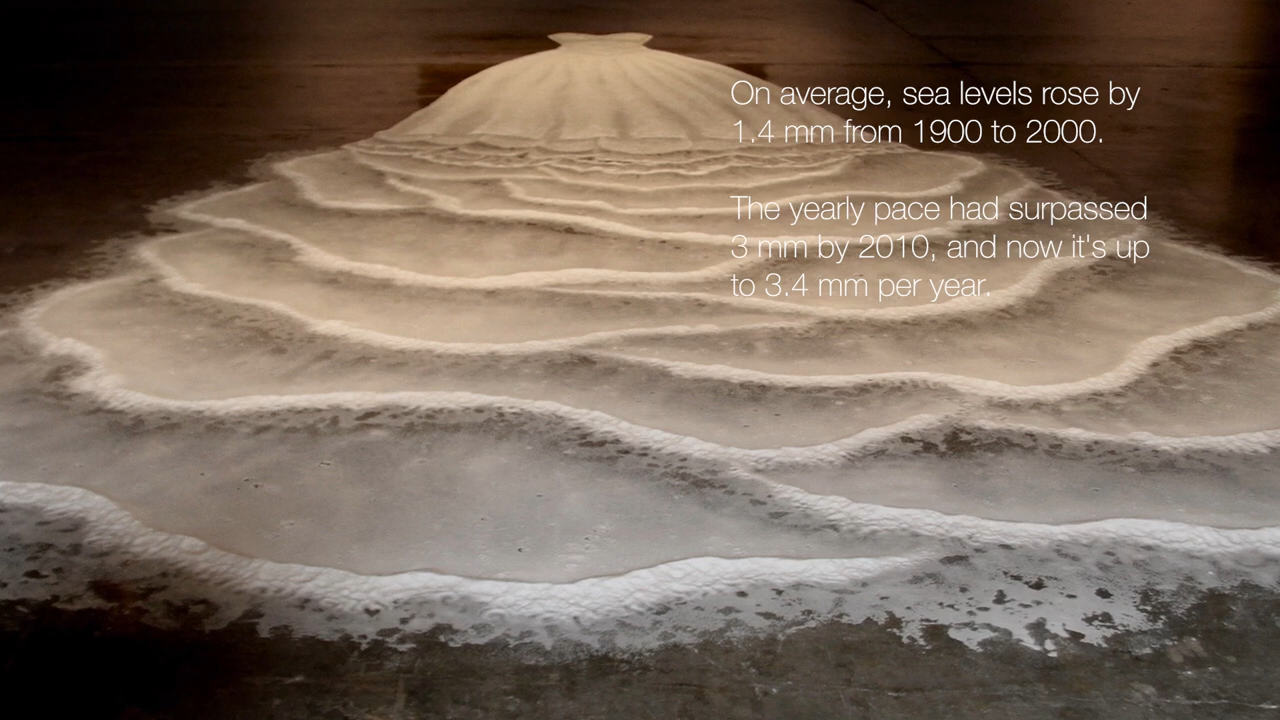 On average, sea levels rose by
1.4 mm from 1900 to 2000.
The yearly pace had surpassed
3 mm by 2010, and now it's up
to 3.4 mm per year.